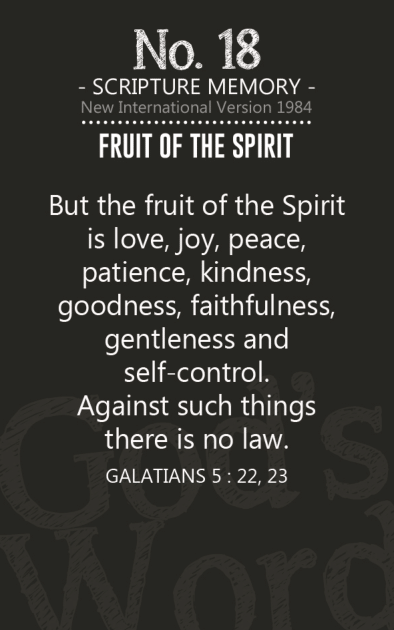 No. 18
- SCRIPTURE MEMORY -
New International Version 1984
FRUIT OF THE SPIRIT
But the fruit of the Spirit
is love, joy, peace,
patience, kindness,
goodness, faithfulness,
gentleness and
self-control.
Against such things
there is no law.
GALATIANS 5 : 22, 23
God's
Word